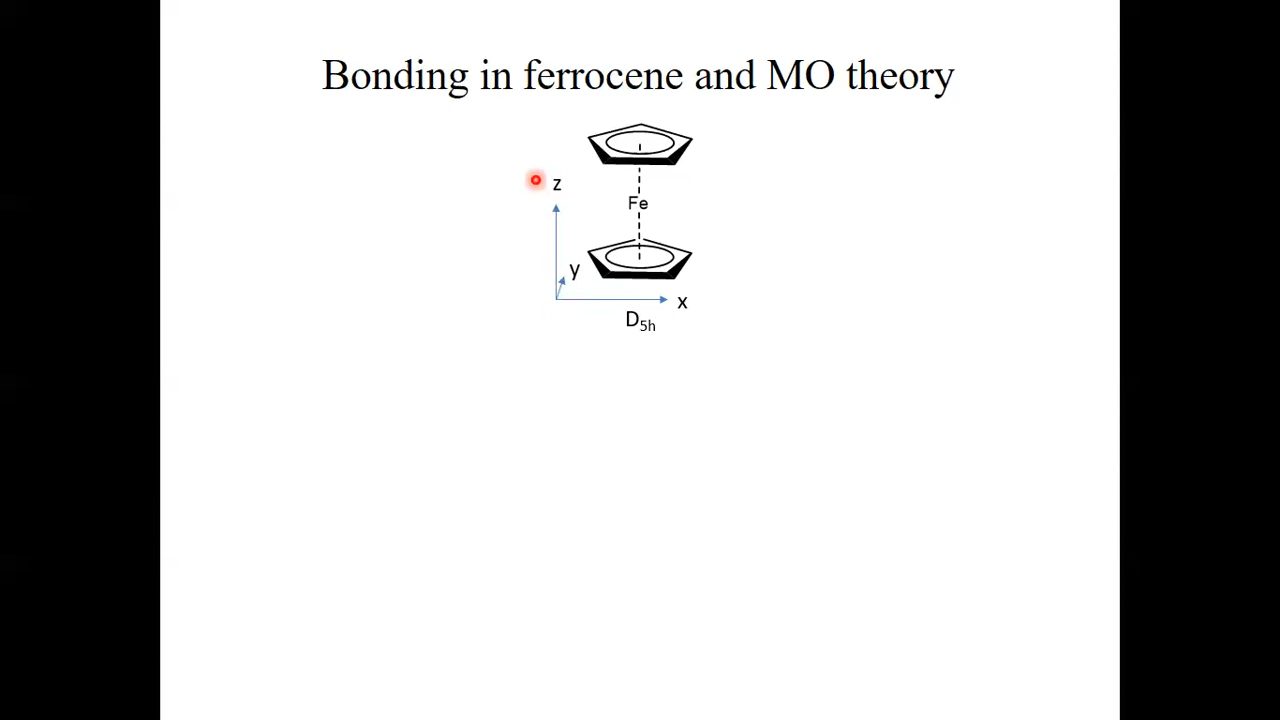 Bonding in ferrocene and MO theory
z
Fe
y
x
D5h